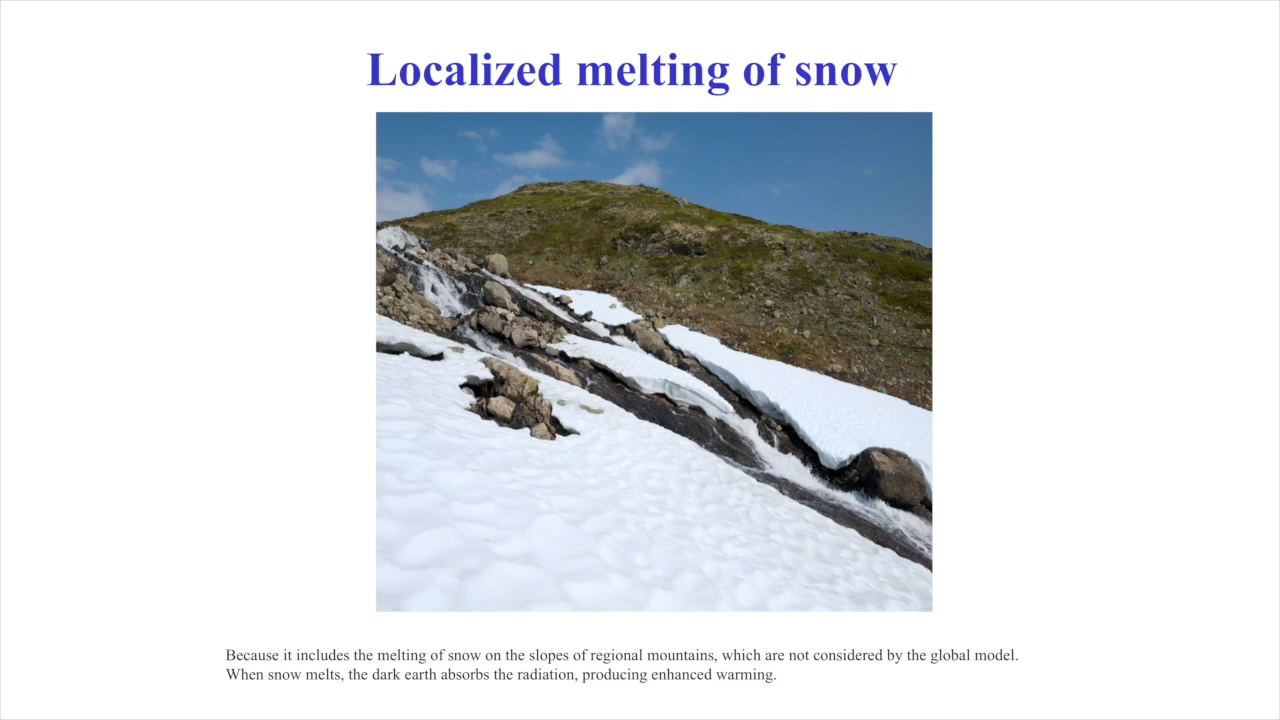 Localized melting of snow
Because it includes the melting of snow on the slopes of regional mountains, which are not considered by the global model.
When snow melts, the dark earth absorbs the radiation, producing enhanced warming.